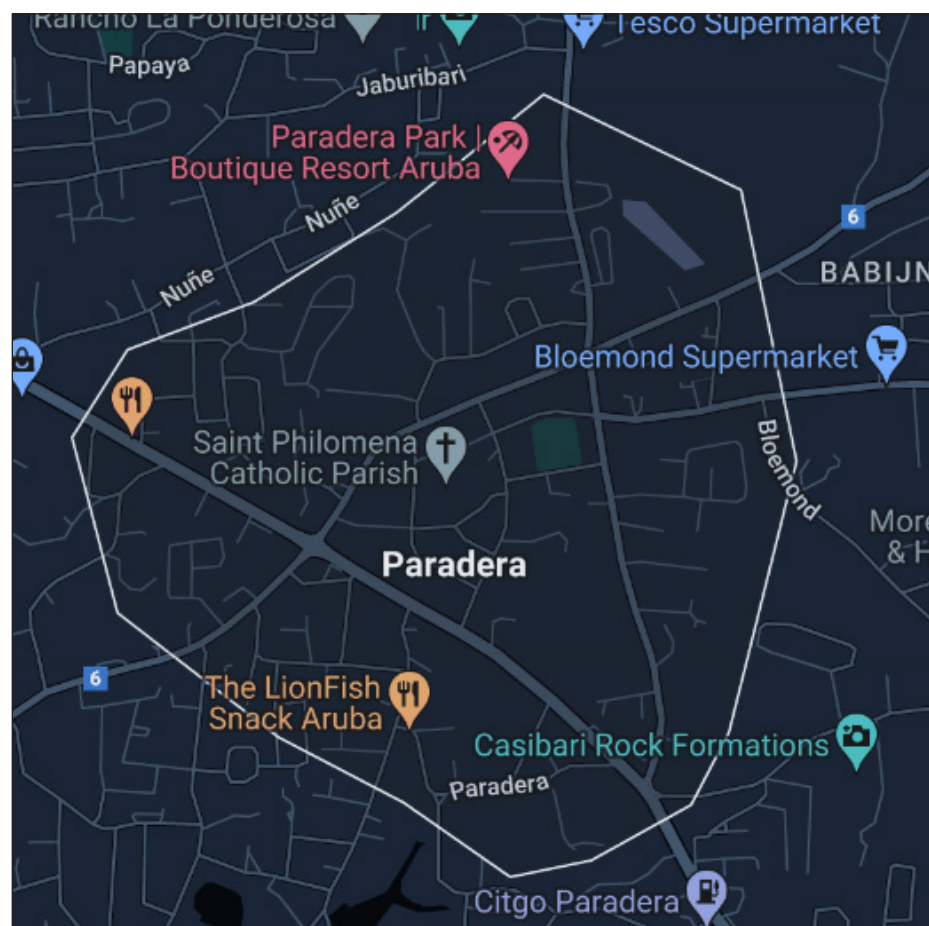 Rancho La Ponderosa
Tesco Supermarket
Papaya
Jaburibari
Paradera Park |
Boutique Resort Aruba
Nuñe
Nuñe
6
BABIJN
Bloemond Supermarket
Bloemond
Saint Philomena
Catholic Parish
More
& H
Paradera
6
The LionFish
Snack Aruba
Casibari Rock Formations
Paradera
Citgo Paradera